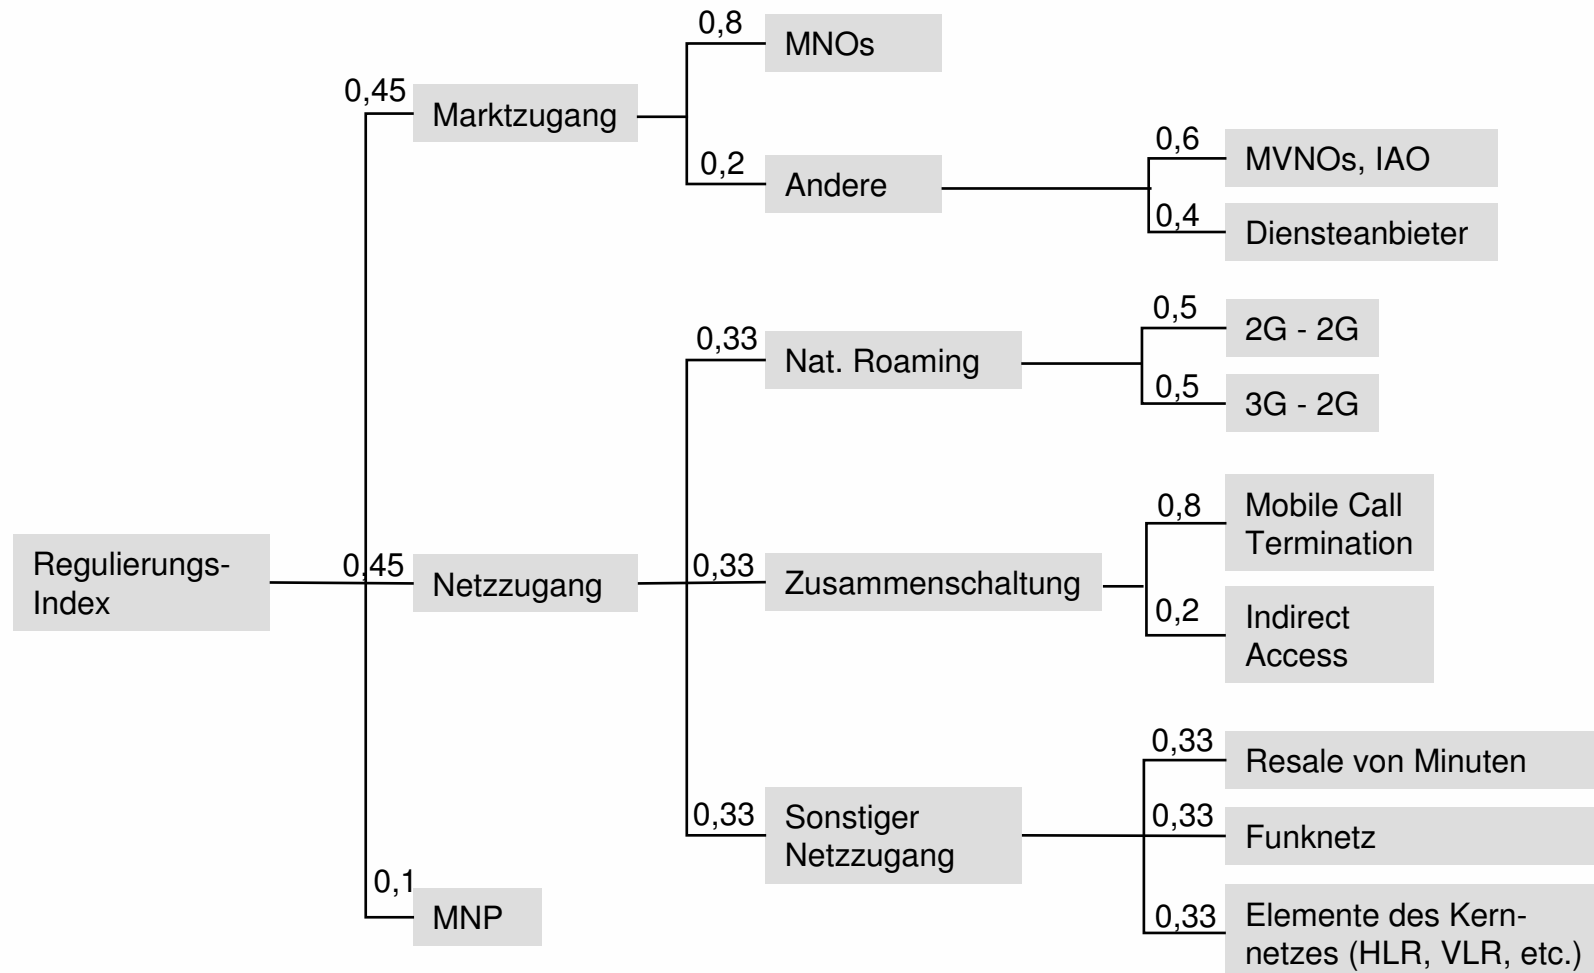 0,8
MNOs
0,45
Marktzugang
0,2
Andere
0,6
MVNOs, IAO
0,4
Diensteanbieter
0,33
Nat. Roaming
0,5
2G - 2G
0,5
3G - 2G
Regulierungs-
Index
0,45
Netzzugang
0,33
Zusammenschaltung
0,8
Mobile Call
Termination
0,2
Indirect
Access
0,33
Sonstiger
Netzzugang
0,33
Resale von Minuten
0,33
Funknetz
0,33
Elemente des Kern-
netzes (HLR, VLR, etc.)
0,1
MNP